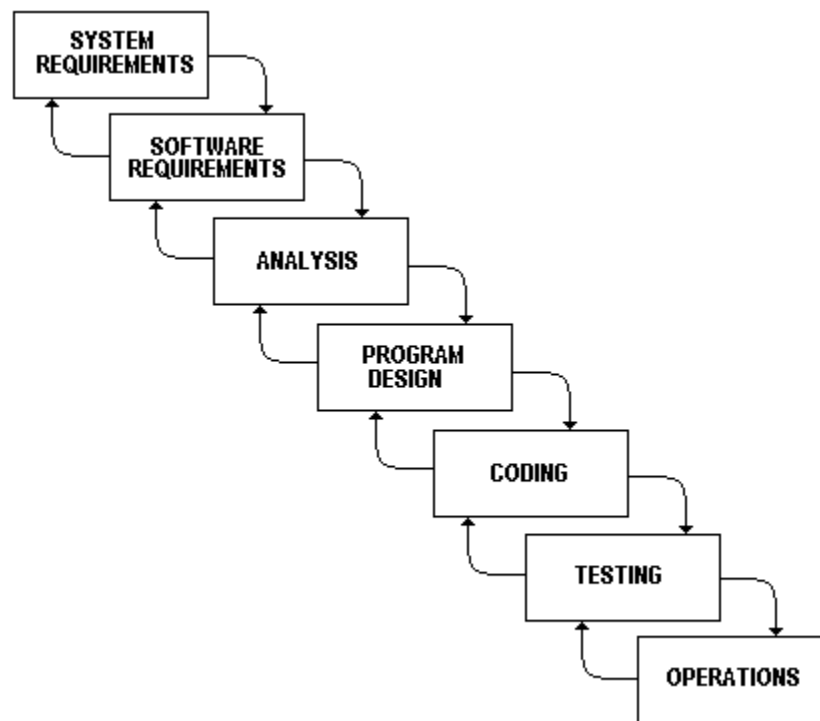 SYSTEM
REQUIREMENTS
SOFTWARE
REQUIREMENTS
ANALYSIS
PROGRAM
DESIGN
CODING
TESTING
OPERATIONS